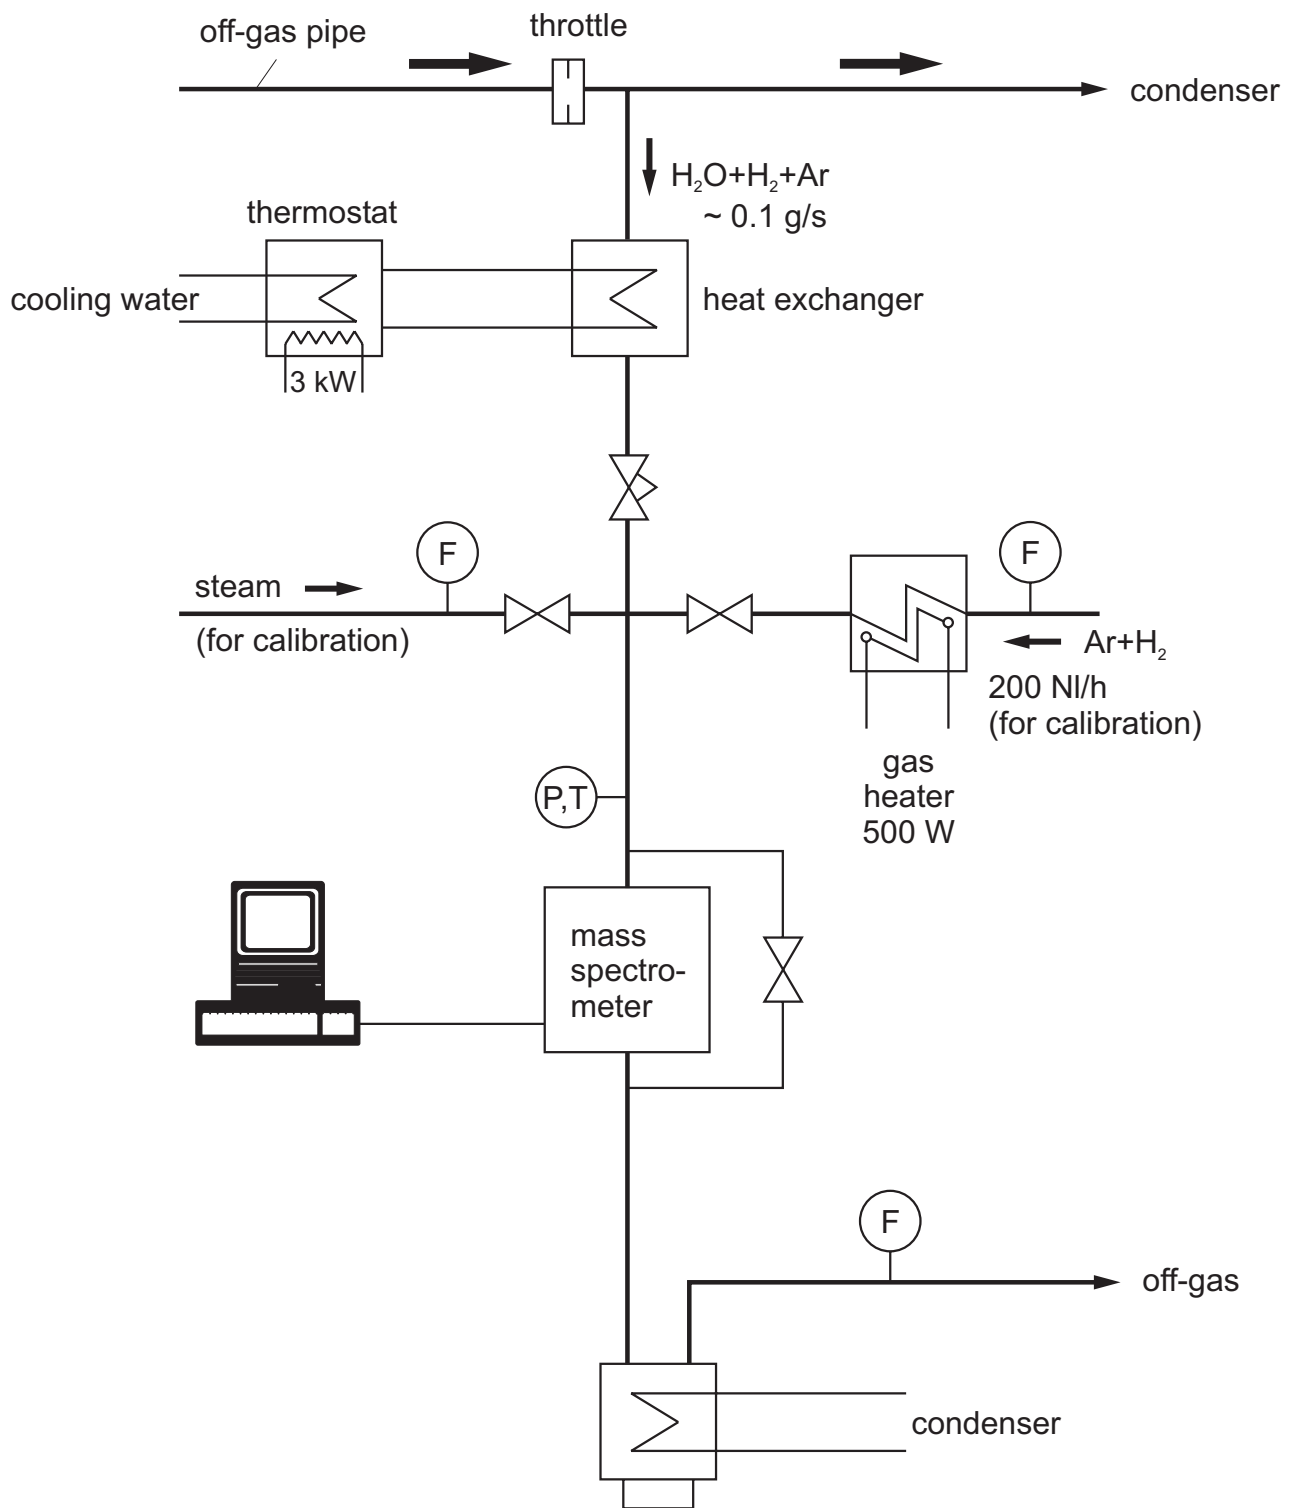 throttle
off-gas pipe
condenser
H₂O+H₂+Ar
~ 0.1 g/s
thermostat
cooling water
heat exchanger
3 kW
F
F
steam
(for calibration)
Ar+H₂
200 Nl/h
(for calibration)
gas
heater
500 W
P,T
mass
spectro-
meter
F
off-gas
condenser